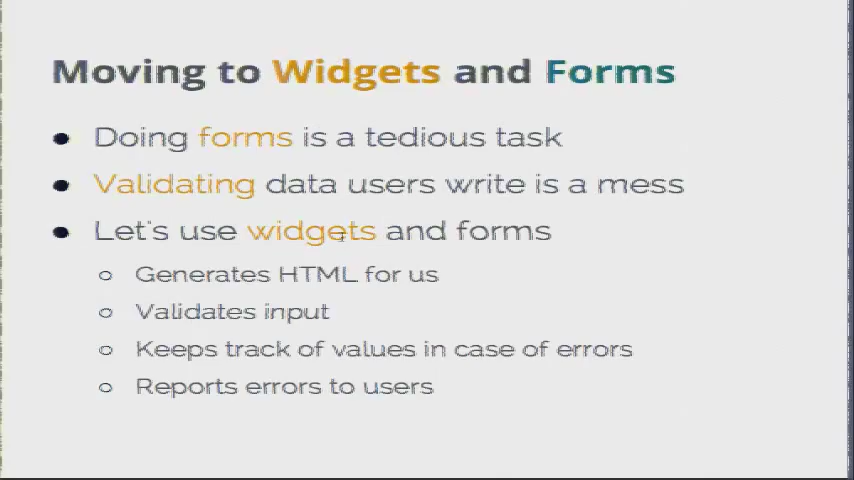 Moving to Widgets and Forms
● Doing forms is a tedious task
● Validating data users write is a mess
● Let's use widgets and forms
○ Generates HTML for us
○ Validates input
○ Keeps track of values in case of errors
○ Reports errors to users